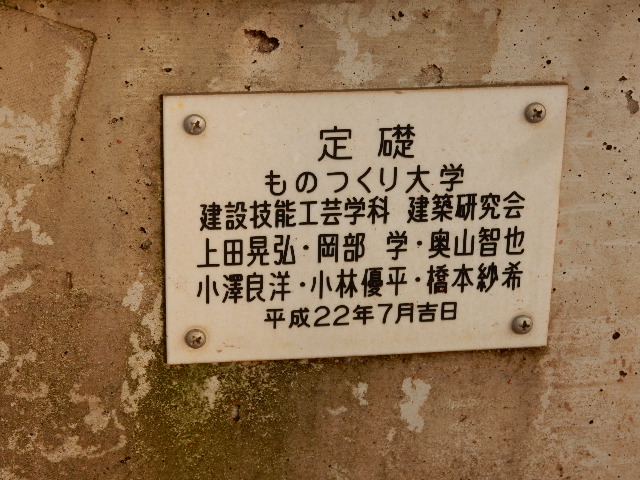 定礎
ものつくり大学
建設技能工芸学科 建築研究会
上田晃弘・岡部 学・奥山智也
小澤良洋・小林優平・橋本紗希
平成22年7月吉日